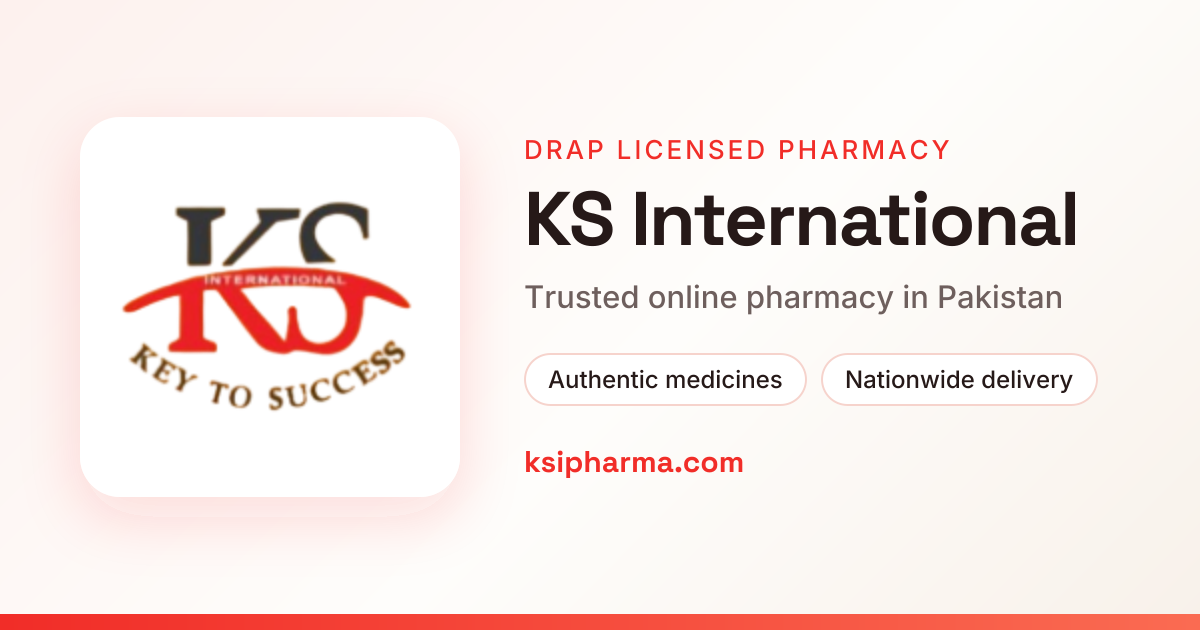 KS
INTERNATIONAL
KEY TO SUCCESS
DRAP LICENSED PHARMACY
KS International
Trusted online pharmacy in Pakistan
Authentic medicines
Nationwide delivery
ksipharma.com